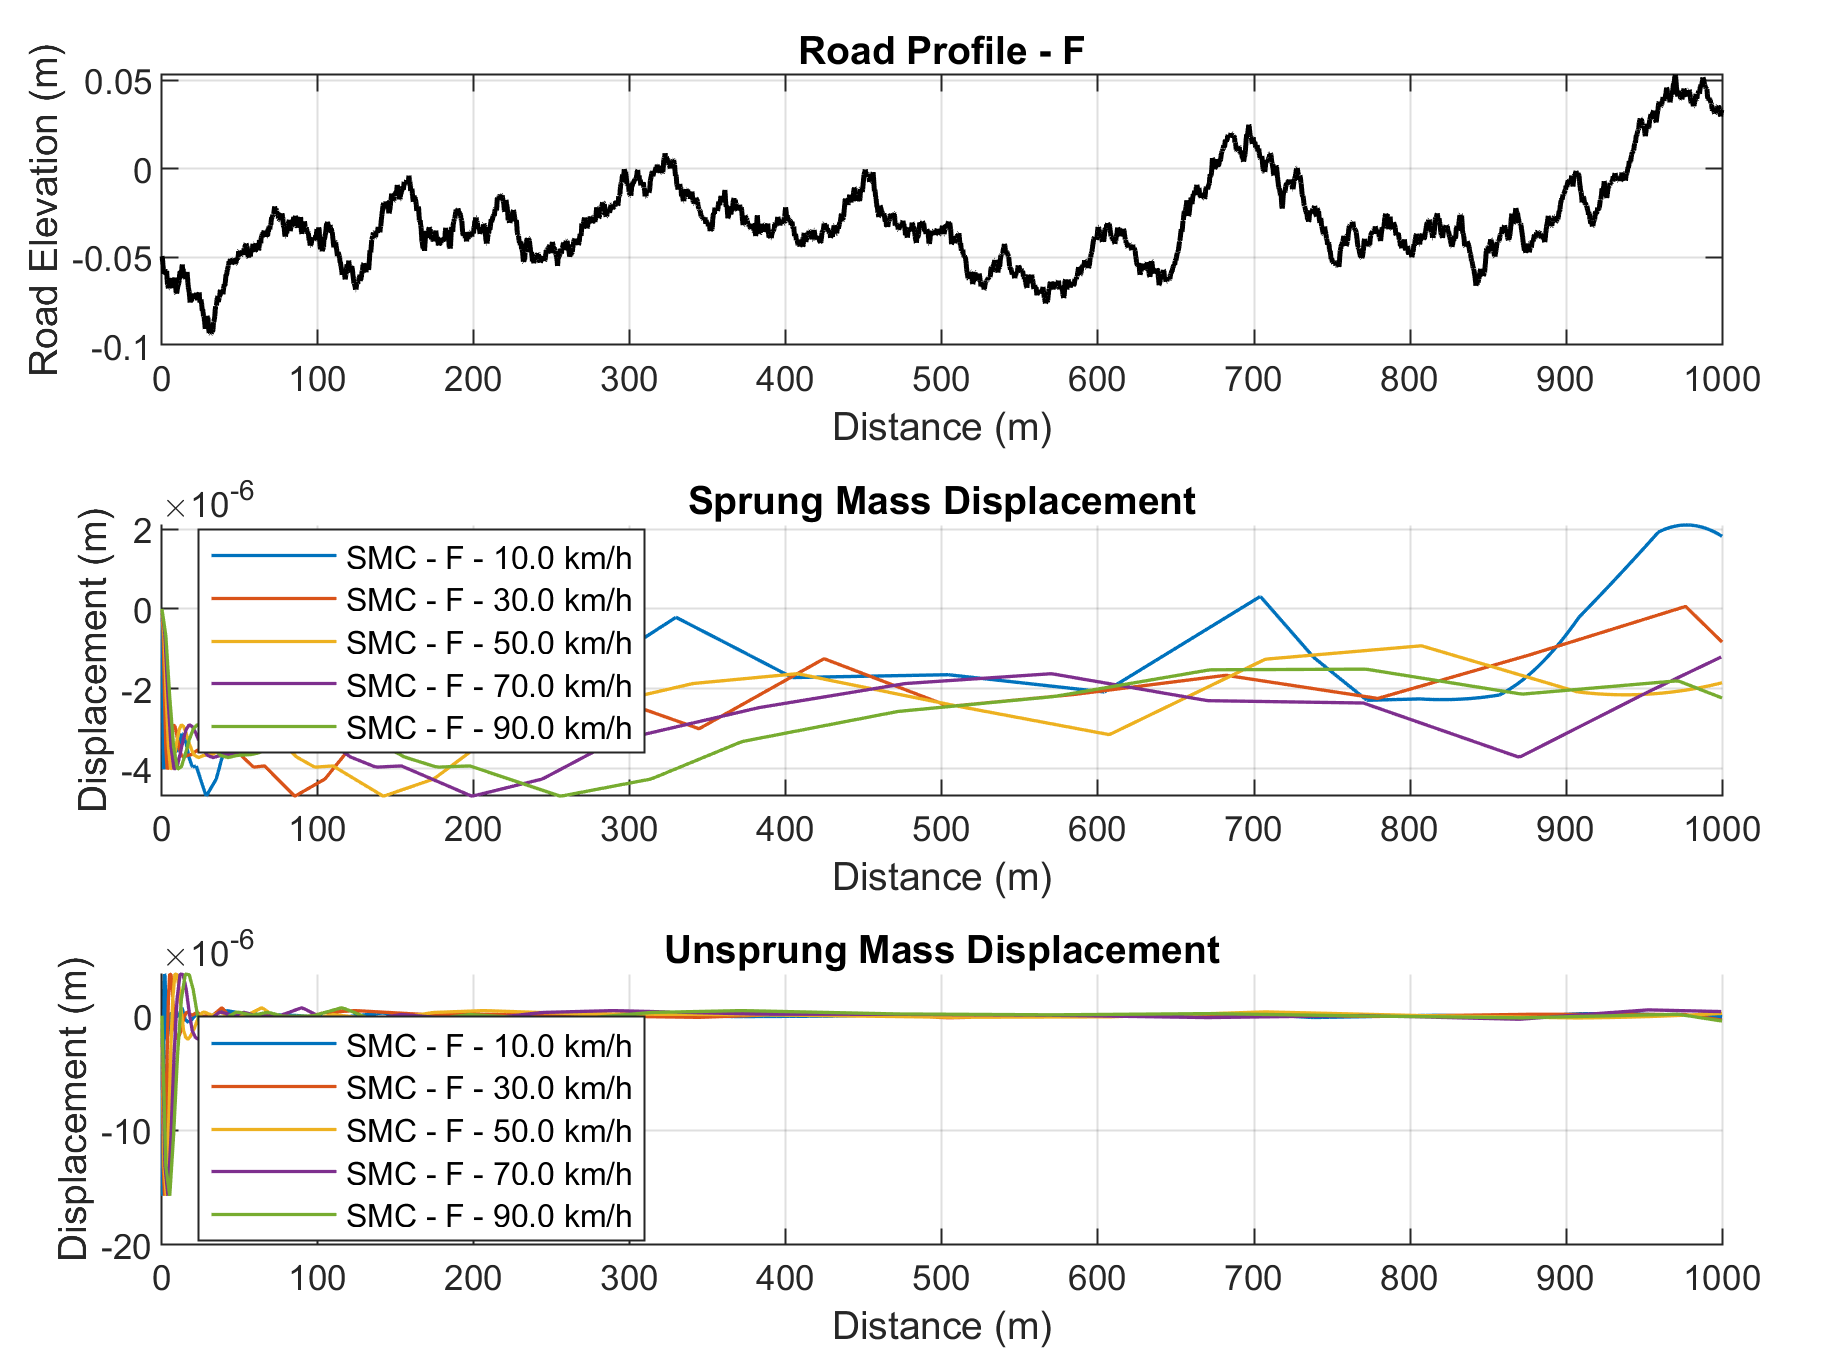 Road Profile - F
Road Elevation (m)
0.05
0
-0.05
-0.1
0 100 200 300 400 500 600 700 800 900 1000
Distance (m)
×10-6
Sprung Mass Displacement
Displacement (m)
2
0
-2
-4
SMC - F - 10.0 km/h
SMC - F - 30.0 km/h
SMC - F - 50.0 km/h
SMC - F - 70.0 km/h
SMC - F - 90.0 km/h
0 100 200 300 400 500 600 700 800 900 1000
Distance (m)
×10-6
Unsprung Mass Displacement
Displacement (m)
0
-10
-20
SMC - F - 10.0 km/h
SMC - F - 30.0 km/h
SMC - F - 50.0 km/h
SMC - F - 70.0 km/h
SMC - F - 90.0 km/h
0 100 200 300 400 500 600 700 800 900 1000
Distance (m)